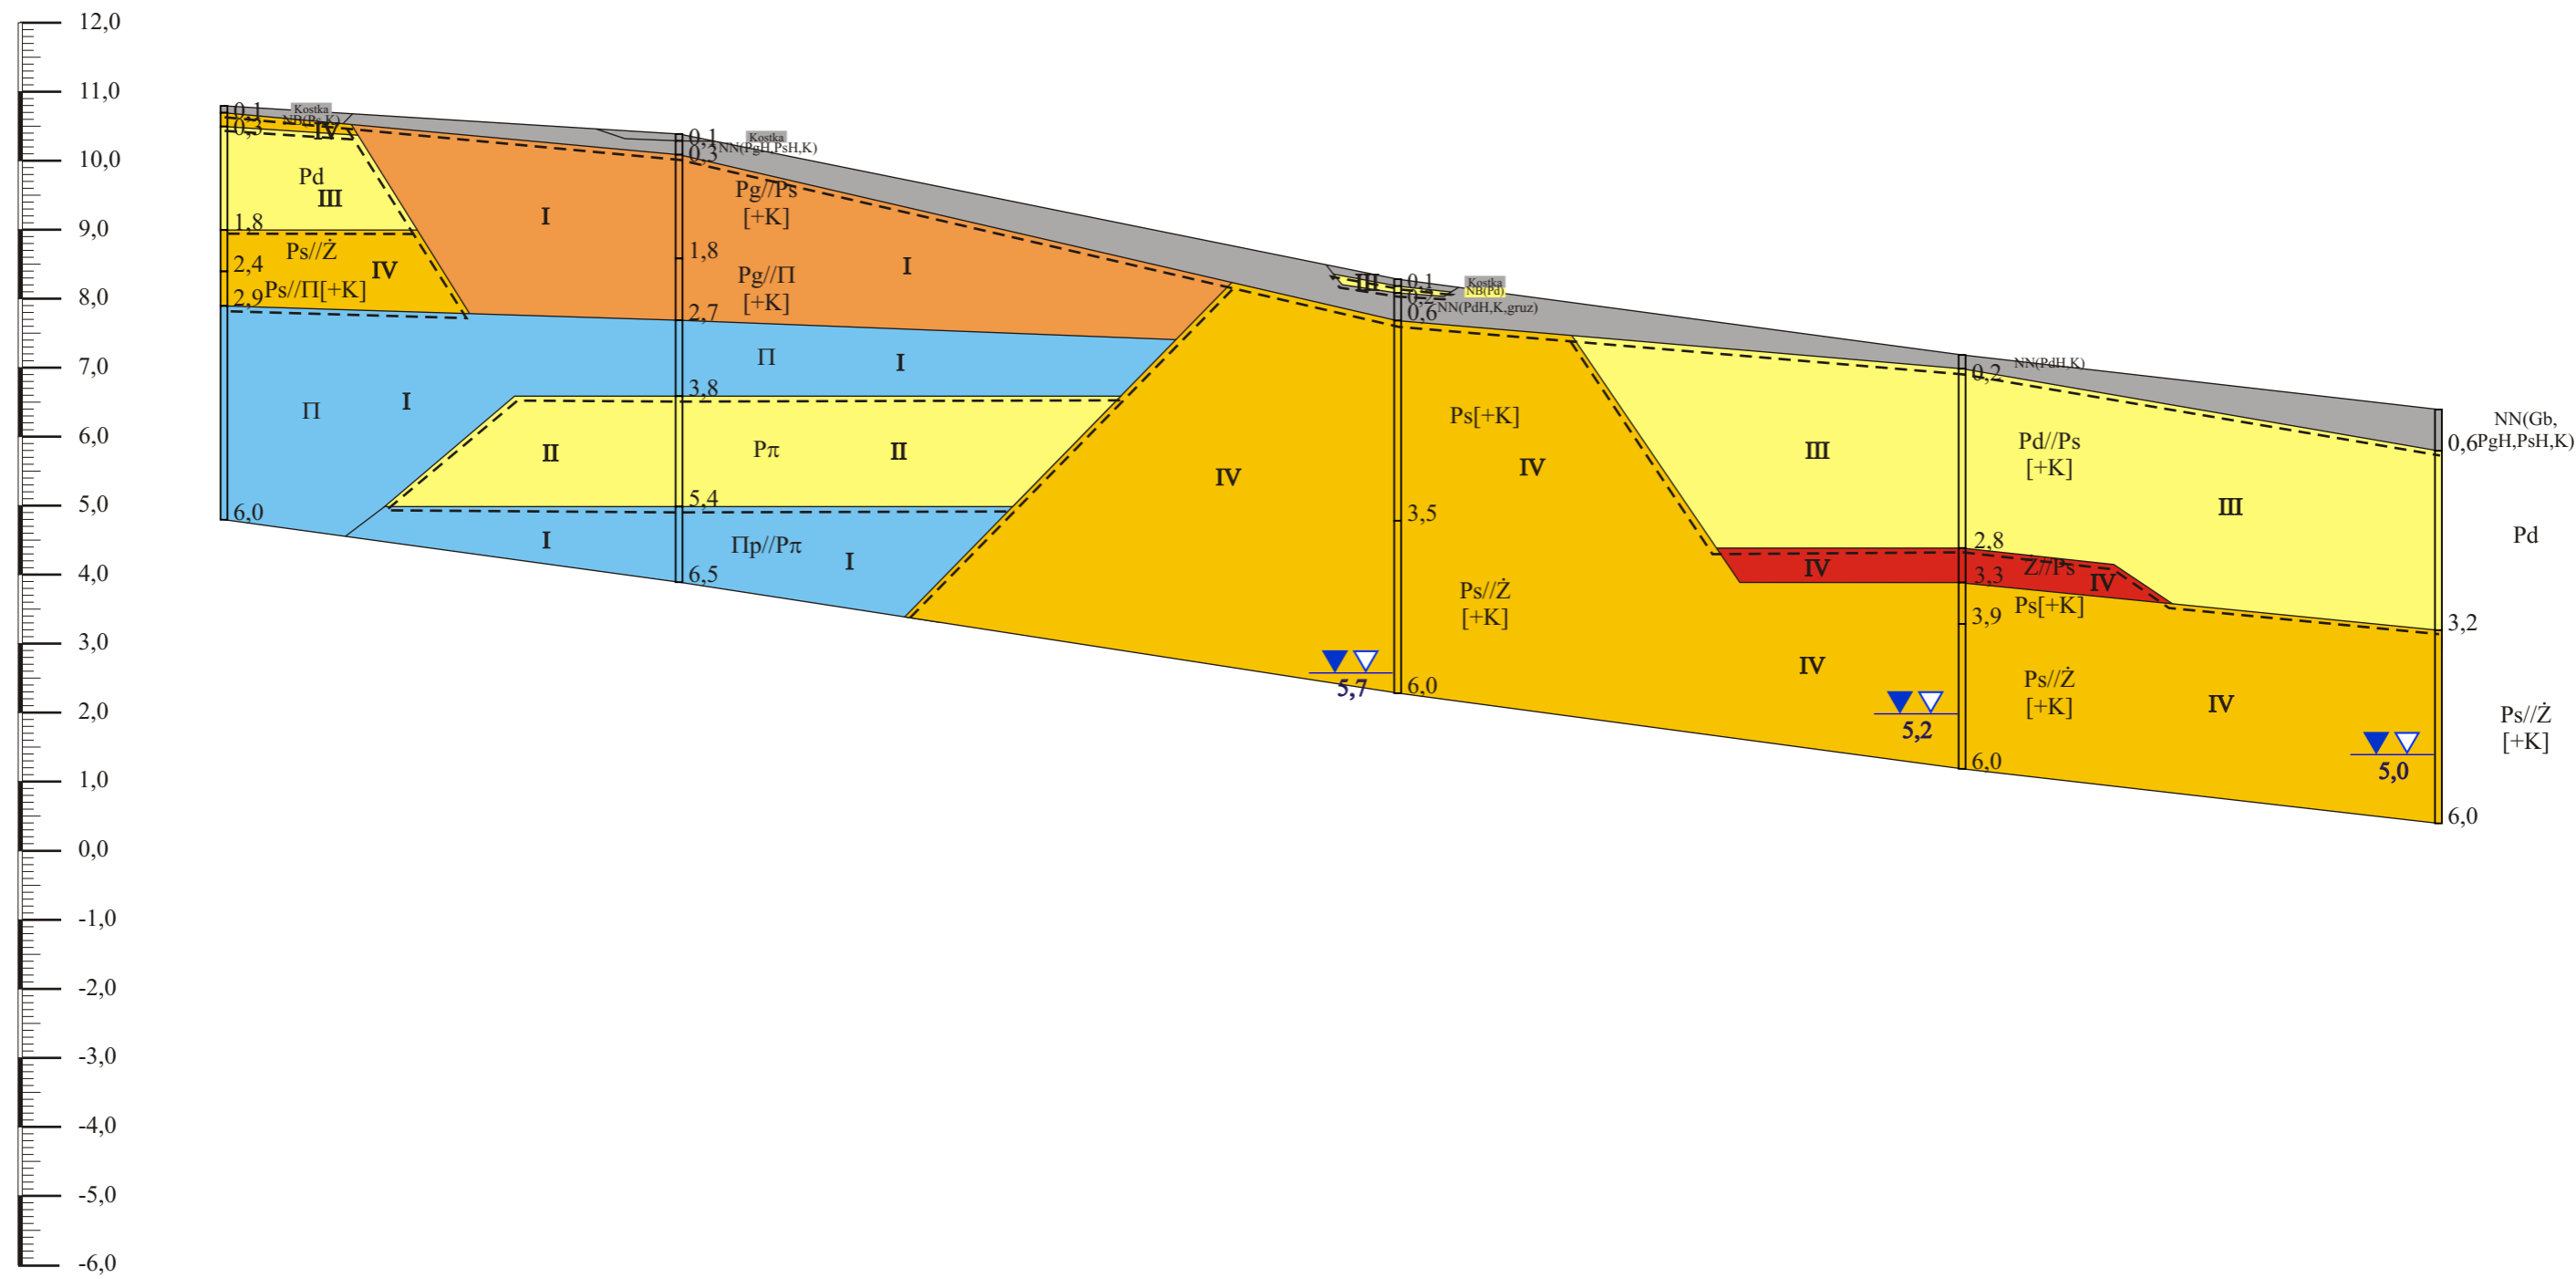 12,0
11,0
10,0
9,0
8,0
7,0
6,0
5,0
4,0
3,0
2,0
1,0
0,0
-1,0
-2,0
-3,0
-4,0
-5,0
-6,0
0,1
Kostka
NB(Ps,K)
0,3
IV
Pd
III
1,8
Ps//Ż
IV
2,4
Ps//Π[+K]
2,9
Π
I
6,0
I
II
I
0,1
Kostka
0,3
NN(PgH,PsH,K)
Pg//Ps
[+K]
I
1,8
Pg//Π
[+K]
2,7
Π
I
3,8
Pπ
II
5,4
Πp//Pπ
I
6,5
IV
III
0,1
Kostka
0,2
NB(Pd)
0,6
NN(PdH,K,gruz)
Ps[+K]
IV
3,5
Ps//Ż
[+K]
5,7
6,0
III
IV
IV
NN(PdH,K)
0,2
Pd//Ps
[+K]
III
2,8
Ż//Ps
IV
3,3
Ps[+K]
3,9
Ps//Ż
[+K]
IV
5,2
6,0
NN(Gb,
0,6
PgH,PsH,K)
Pd
3,2
Ps//Ż
[+K]
5,0
6,0